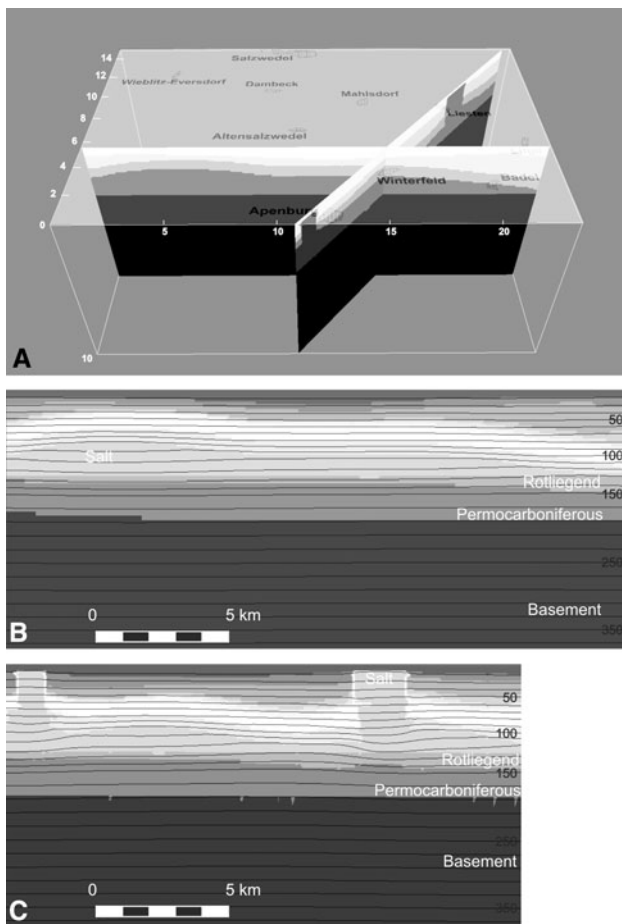 14
Salzwedel
12
Wieblitz-Eversdorf
Dambeck
10
Mahlsdorf
8
Liesten
6
Altensalzwedel
4
Winterfeld
Badel
2
Apenburg
0
5
10
15
20
10
A
50
Salt
100
Rotliegend
150
Permocarboniferous
250
0
5 km
Basement
350
B
Salt
50
100
Rotliegend
150
Permocarboniferous
250
Basement
0
5 km
350
C